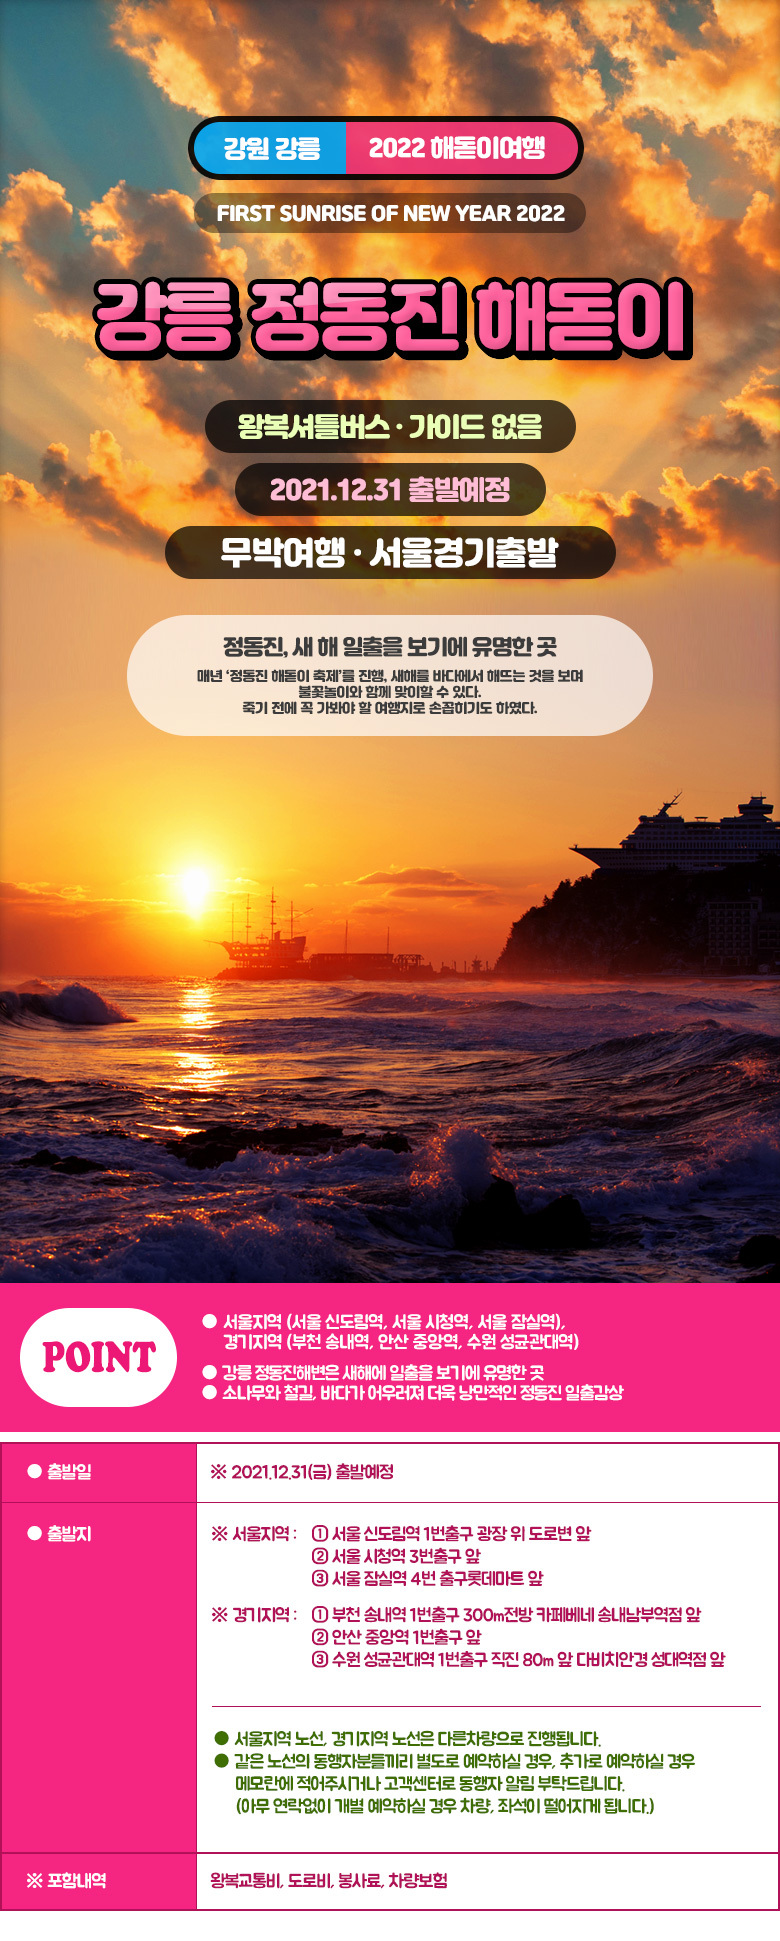 강원 강릉 2022 해돋이여행
FIRST SUNRISE OF NEW YEAR 2022
강릉 정동진 해돋이
왕복셔틀버스 · 가이드 없음
2021.12.31 출발예정
무박여행 · 서울경기출발
정동진, 새 해 일출을 보기에 유명한 곳
매년 ‘정동진 해돋이 축제’를 진행, 새해를 바다에서 해뜨는 것을 보며
불꽃놀이와 함께 맞이할 수 있다.
죽기 전에 꼭 가봐야 할 여행지로 손꼽히기도 하였다.
POINT
● 서울지역 (서울 신도림역, 서울 시청역, 서울 잠실역),
경기지역 (부천 송내역, 안산 중앙역, 수원 성균관대역)
● 강릉 정동진해변은 새해에 일출을 보기에 유명한 곳
● 소나무와 철길, 바다가 어우러져 더욱 낭만적인 정동진 일출감상
● 출발일 ※ 2021.12.31(금) 출발예정
● 출발지
※ 서울지역 : ① 서울 신도림역 1번출구 광장 위 도로변 앞
② 서울 시청역 3번출구 앞
③ 서울 잠실역 4번 출구롯데마트 앞
※ 경기지역 : ① 부천 송내역 1번출구 300m전방 카페베네 송내남부역점 앞
② 안산 중앙역 1번출구 앞
③ 수원 성균관대역 1번출구 직진 80m 앞 다비치안경 성대역점 앞
● 서울지역 노선, 경기지역 노선은 다른차량으로 진행됩니다.
● 같은 노선의 동행자분들끼리 별도로 예약하실 경우, 추가로 예약하실 경우
메모란에 적어주시거나 고객센터로 동행자 알림 부탁드립니다.
(아무 연락없이 개별 예약하실 경우 차량, 좌석이 떨어지게 됩니다.)
※ 포함내역 왕복교통비, 도로비, 봉사료, 차량보험